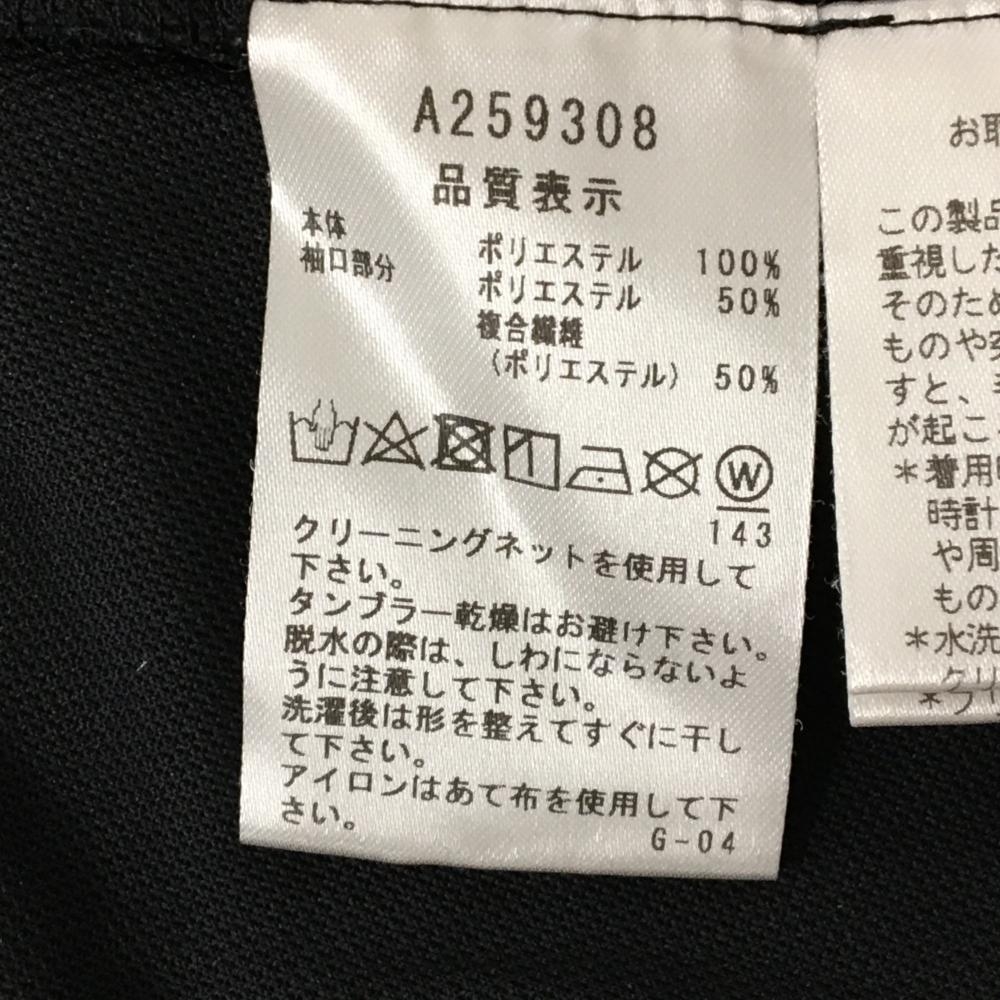 A259308
品質表示
本体 ポリエステル 100%
袖口部分 ポリエステル 50%
複合繊維
(ポリエステル) 50%
W
143
クリーニングネットを使用して
下さい。
タンブラー乾燥はお避け下さい。
脱水の際は、しわにならないよ
うに注意して下さい。
洗濯後は形を整えてすぐに干し
て下さい。
アイロンはあて布を使用して下
さい。
G-04
お取
この製品
重視した
そのため
ものや
すと、
が起こ
*着用
時計
や周
もの
*水洗
クリ